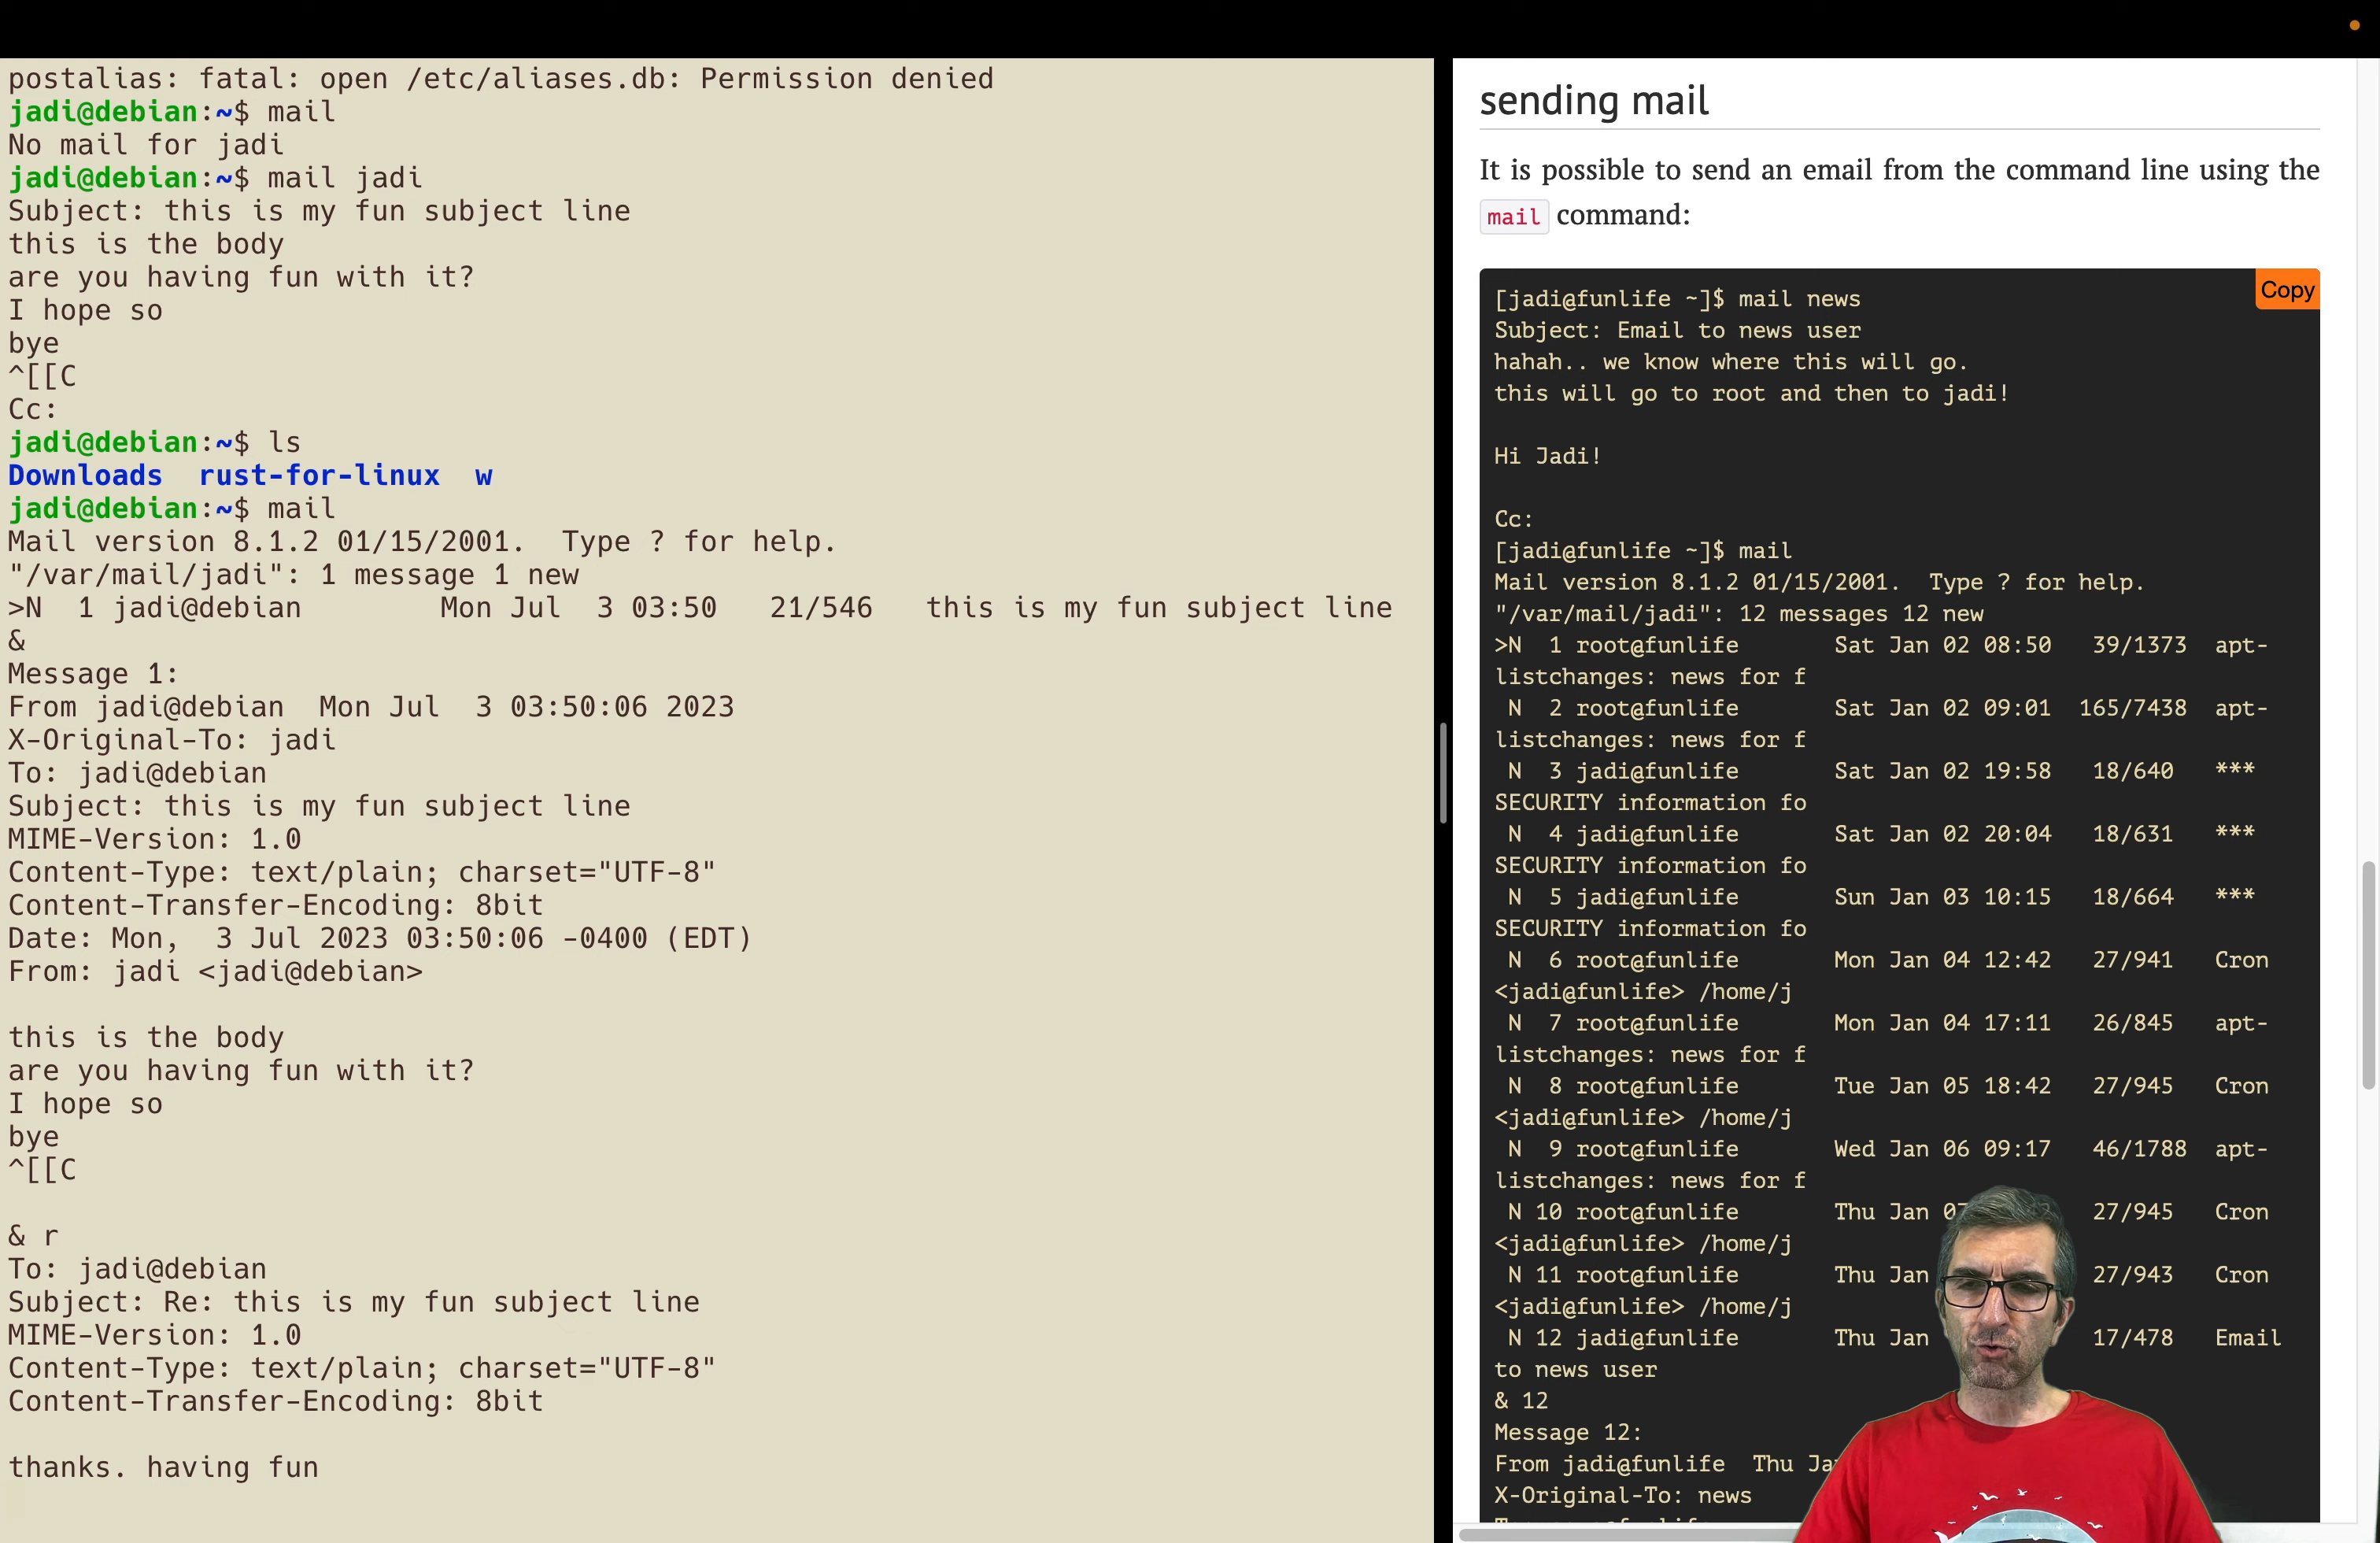 postalias: fatal: open /etc/aliases.db: Permission denied
jadi@debian:~$ mail
No mail for jadi
jadi@debian:~$ mail jadi
Subject: this is my fun subject line
this is the body
are you having fun with it?
I hope so
bye
^[[C
Cc:
jadi@debian:~$ ls
Downloads  rust-for-linux  w
jadi@debian:~$ mail
Mail version 8.1.2 01/15/2001.  Type ? for help.
"/var/mail/jadi": 1 message 1 new
>N  1 jadi@debian        Mon Jul  3 03:50   21/546   this is my fun subject line
&
Message 1:
From jadi@debian  Mon Jul  3 03:50:06 2023
X-Original-To: jadi
To: jadi@debian
Subject: this is my fun subject line
MIME-Version: 1.0
Content-Type: text/plain; charset="UTF-8"
Content-Transfer-Encoding: 8bit
Date: Mon,  3 Jul 2023 03:50:06 -0400 (EDT)
From: jadi <jadi@debian>

this is the body
are you having fun with it?
I hope so
bye
^[[C

& r
To: jadi@debian
Subject: Re: this is my fun subject line
MIME-Version: 1.0
Content-Type: text/plain; charset="UTF-8"
Content-Transfer-Encoding: 8bit

thanks. having fun
sending mail
It is possible to send an email from the command line using the
mail command:
Copy
[jadi@funlife ~]$ mail news
Subject: Email to news user
hahah.. we know where this will go.
this will go to root and then to jadi!

Hi Jadi!

Cc:
[jadi@funlife ~]$ mail
Mail version 8.1.2 01/15/2001.  Type ? for help.
"/var/mail/jadi": 12 messages 12 new
>N  1 root@funlife       Sat Jan 02 08:50   39/1373  apt-
listchanges: news for f
 N  2 root@funlife       Sat Jan 02 09:01  165/7438  apt-
listchanges: news for f
 N  3 jadi@funlife       Sat Jan 02 19:58   18/640   ***
SECURITY information fo
 N  4 jadi@funlife       Sat Jan 02 20:04   18/631   ***
SECURITY information fo
 N  5 jadi@funlife       Sun Jan 03 10:15   18/664   ***
SECURITY information fo
 N  6 root@funlife       Mon Jan 04 12:42   27/941   Cron
<jadi@funlife> /home/j
 N  7 root@funlife       Mon Jan 04 17:11   26/845   apt-
listchanges: news for f
 N  8 root@funlife       Tue Jan 05 18:42   27/945   Cron
<jadi@funlife> /home/j
 N  9 root@funlife       Wed Jan 06 09:17   46/1788  apt-
listchanges: news for f
 N 10 root@funlife       Thu Jan   27/945   Cron
<jadi@funlife> /home/j
 N 11 root@funlife       Thu Jan   27/943   Cron
<jadi@funlife> /home/j
 N 12 jadi@funlife       Thu Jan   17/478   Email
to news user
& 12
Message 12:
From jadi@funlife  Thu
X-Original-To: news